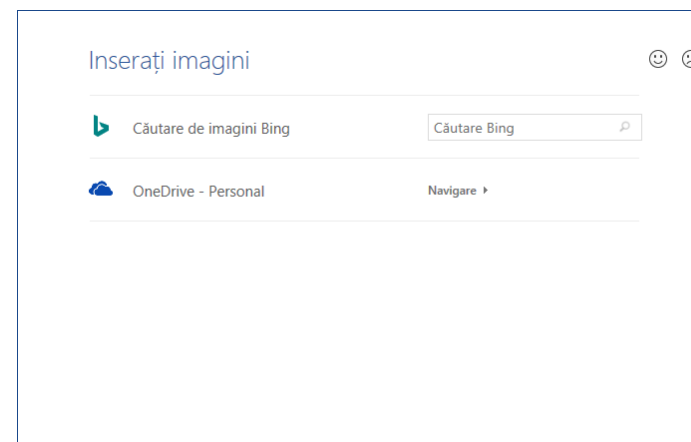 Inserați imagini
Căutare de imagini Bing
Căutare Bing
OneDrive - Personal
Navigare